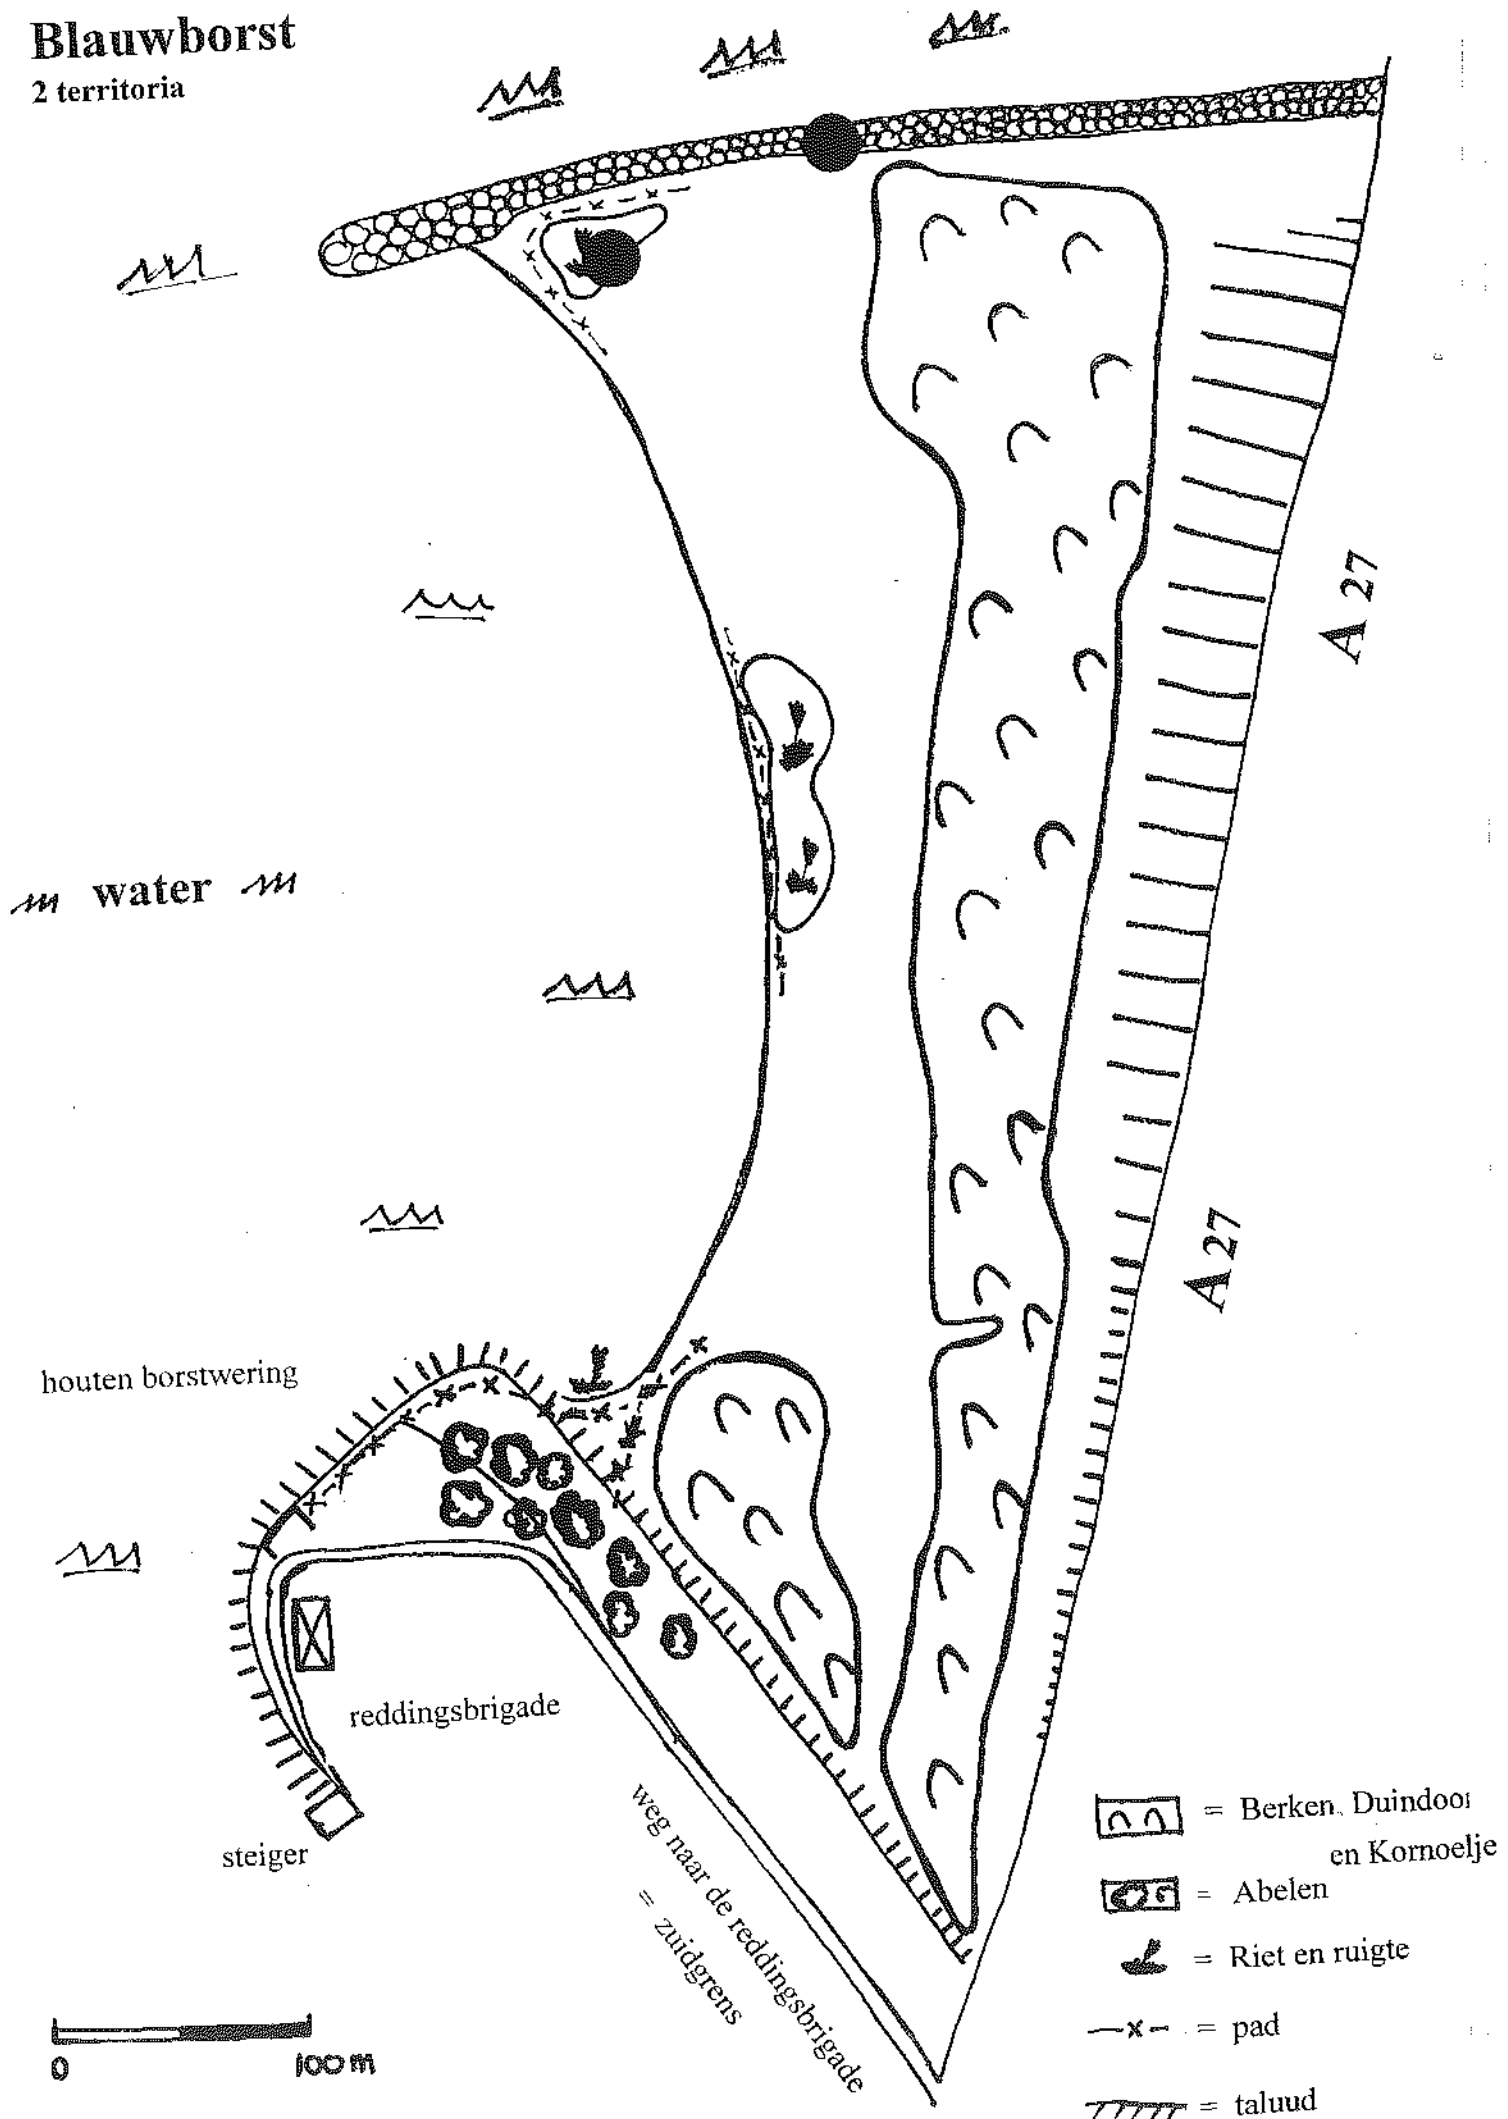 Blauwborst
2 territoria
A 27
water
A 27
houten borstwering
reddingsbrigade
steiger
weg naar de reddingsbrigade
= zuidgrens
= Berken, Duindoor
en Kornoelje
= Abelen
= Riet en ruigte
= pad
= taluud
0 100 m